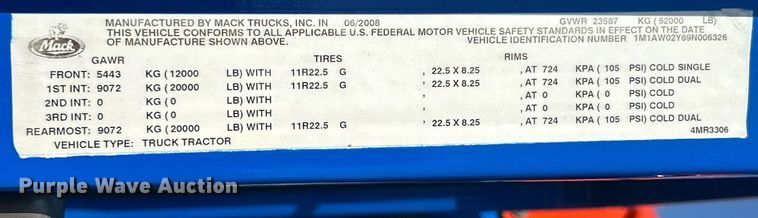 MANUFACTURED BY MACK TRUCKS, INC. IN 06/2008 GVWR 23587 KG (52000 LB)
THIS VEHICLE CONFORMS TO ALL APPLICABLE U.S. FEDERAL MOTOR VEHICLE SAFETY STANDARDS IN EFFECT ON THE DATE
OF MANUFACTURE SHOWN ABOVE. VEHICLE IDENTIFICATION NUMBER 1M1AW02Y69N006326
Mack
GAWR TIRES RIMS
FRONT: 5443 KG (12000 LB) WITH 11R22.5 G , 22.5 X 8.25 , AT 724 KPA ( 105 PSI) COLD SINGLE
1ST INT: 9072 KG (20000 LB) WITH 11R22.5 G , 22.5 X 8.25 , AT 724 KPA ( 105 PSI) COLD DUAL
2ND INT: 0 KG (0 LB) WITH , , AT 0 KPA ( 0 PSI) COLD
3RD INT: 0 KG (0 LB) WITH , , AT 0 KPA ( 0 PSI) COLD
REARMOST: 9072 KG (20000 LB) WITH 11R22.5 G , 22.5 X 8.25 , AT 724 KPA ( 105 PSI) COLD DUAL
VEHICLE TYPE: TRUCK TRACTOR 4MR3306
Purple Wave Auction